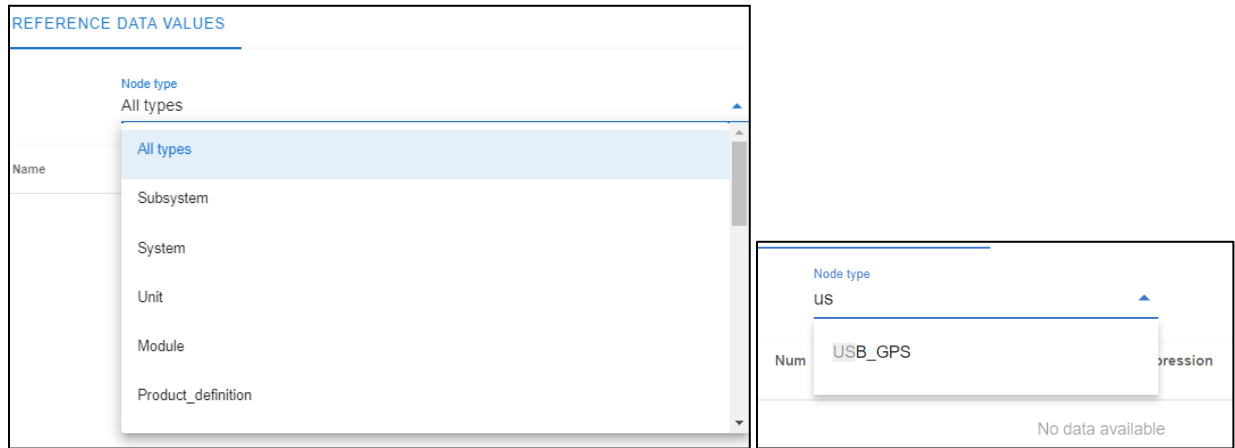 REFERENCE DATA VALUES
Node type
All types
All types
Name
Subsystem
System
Unit
Module
Product_definition
Node type
us
USB_GPS
Num
pression
No data available